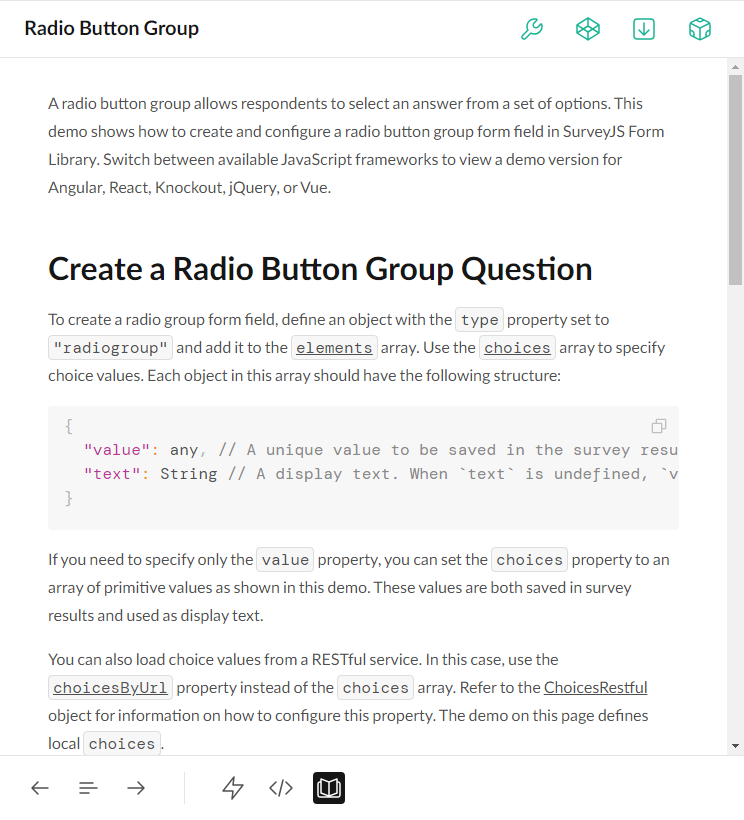 Radio Button Group
A radio button group allows respondents to select an answer from a set of options. This
demo shows how to create and configure a radio button group form field in SurveyJS Form
Library. Switch between available JavaScript frameworks to view a demo version for
Angular, React, Knockout, jQuery, or Vue.
Create a Radio Button Group Question
To create a radio group form field, define an object with the type property set to
"radiogroup" and add it to the elements array. Use the choices array to specify
choice values. Each object in this array should have the following structure:
{
"value": any, // A unique value to be saved in the survey resu
"text": String // A display text. When `text` is undefined, `v
}
If you need to specify only the value property, you can set the choices property to an
array of primitive values as shown in this demo. These values are both saved in survey
results and used as display text.
You can also load choice values from a RESTful service. In this case, use the
choicesByUrl property instead of the choices array. Refer to the ChoicesRestful
object for information on how to configure this property. The demo on this page defines
local choices.